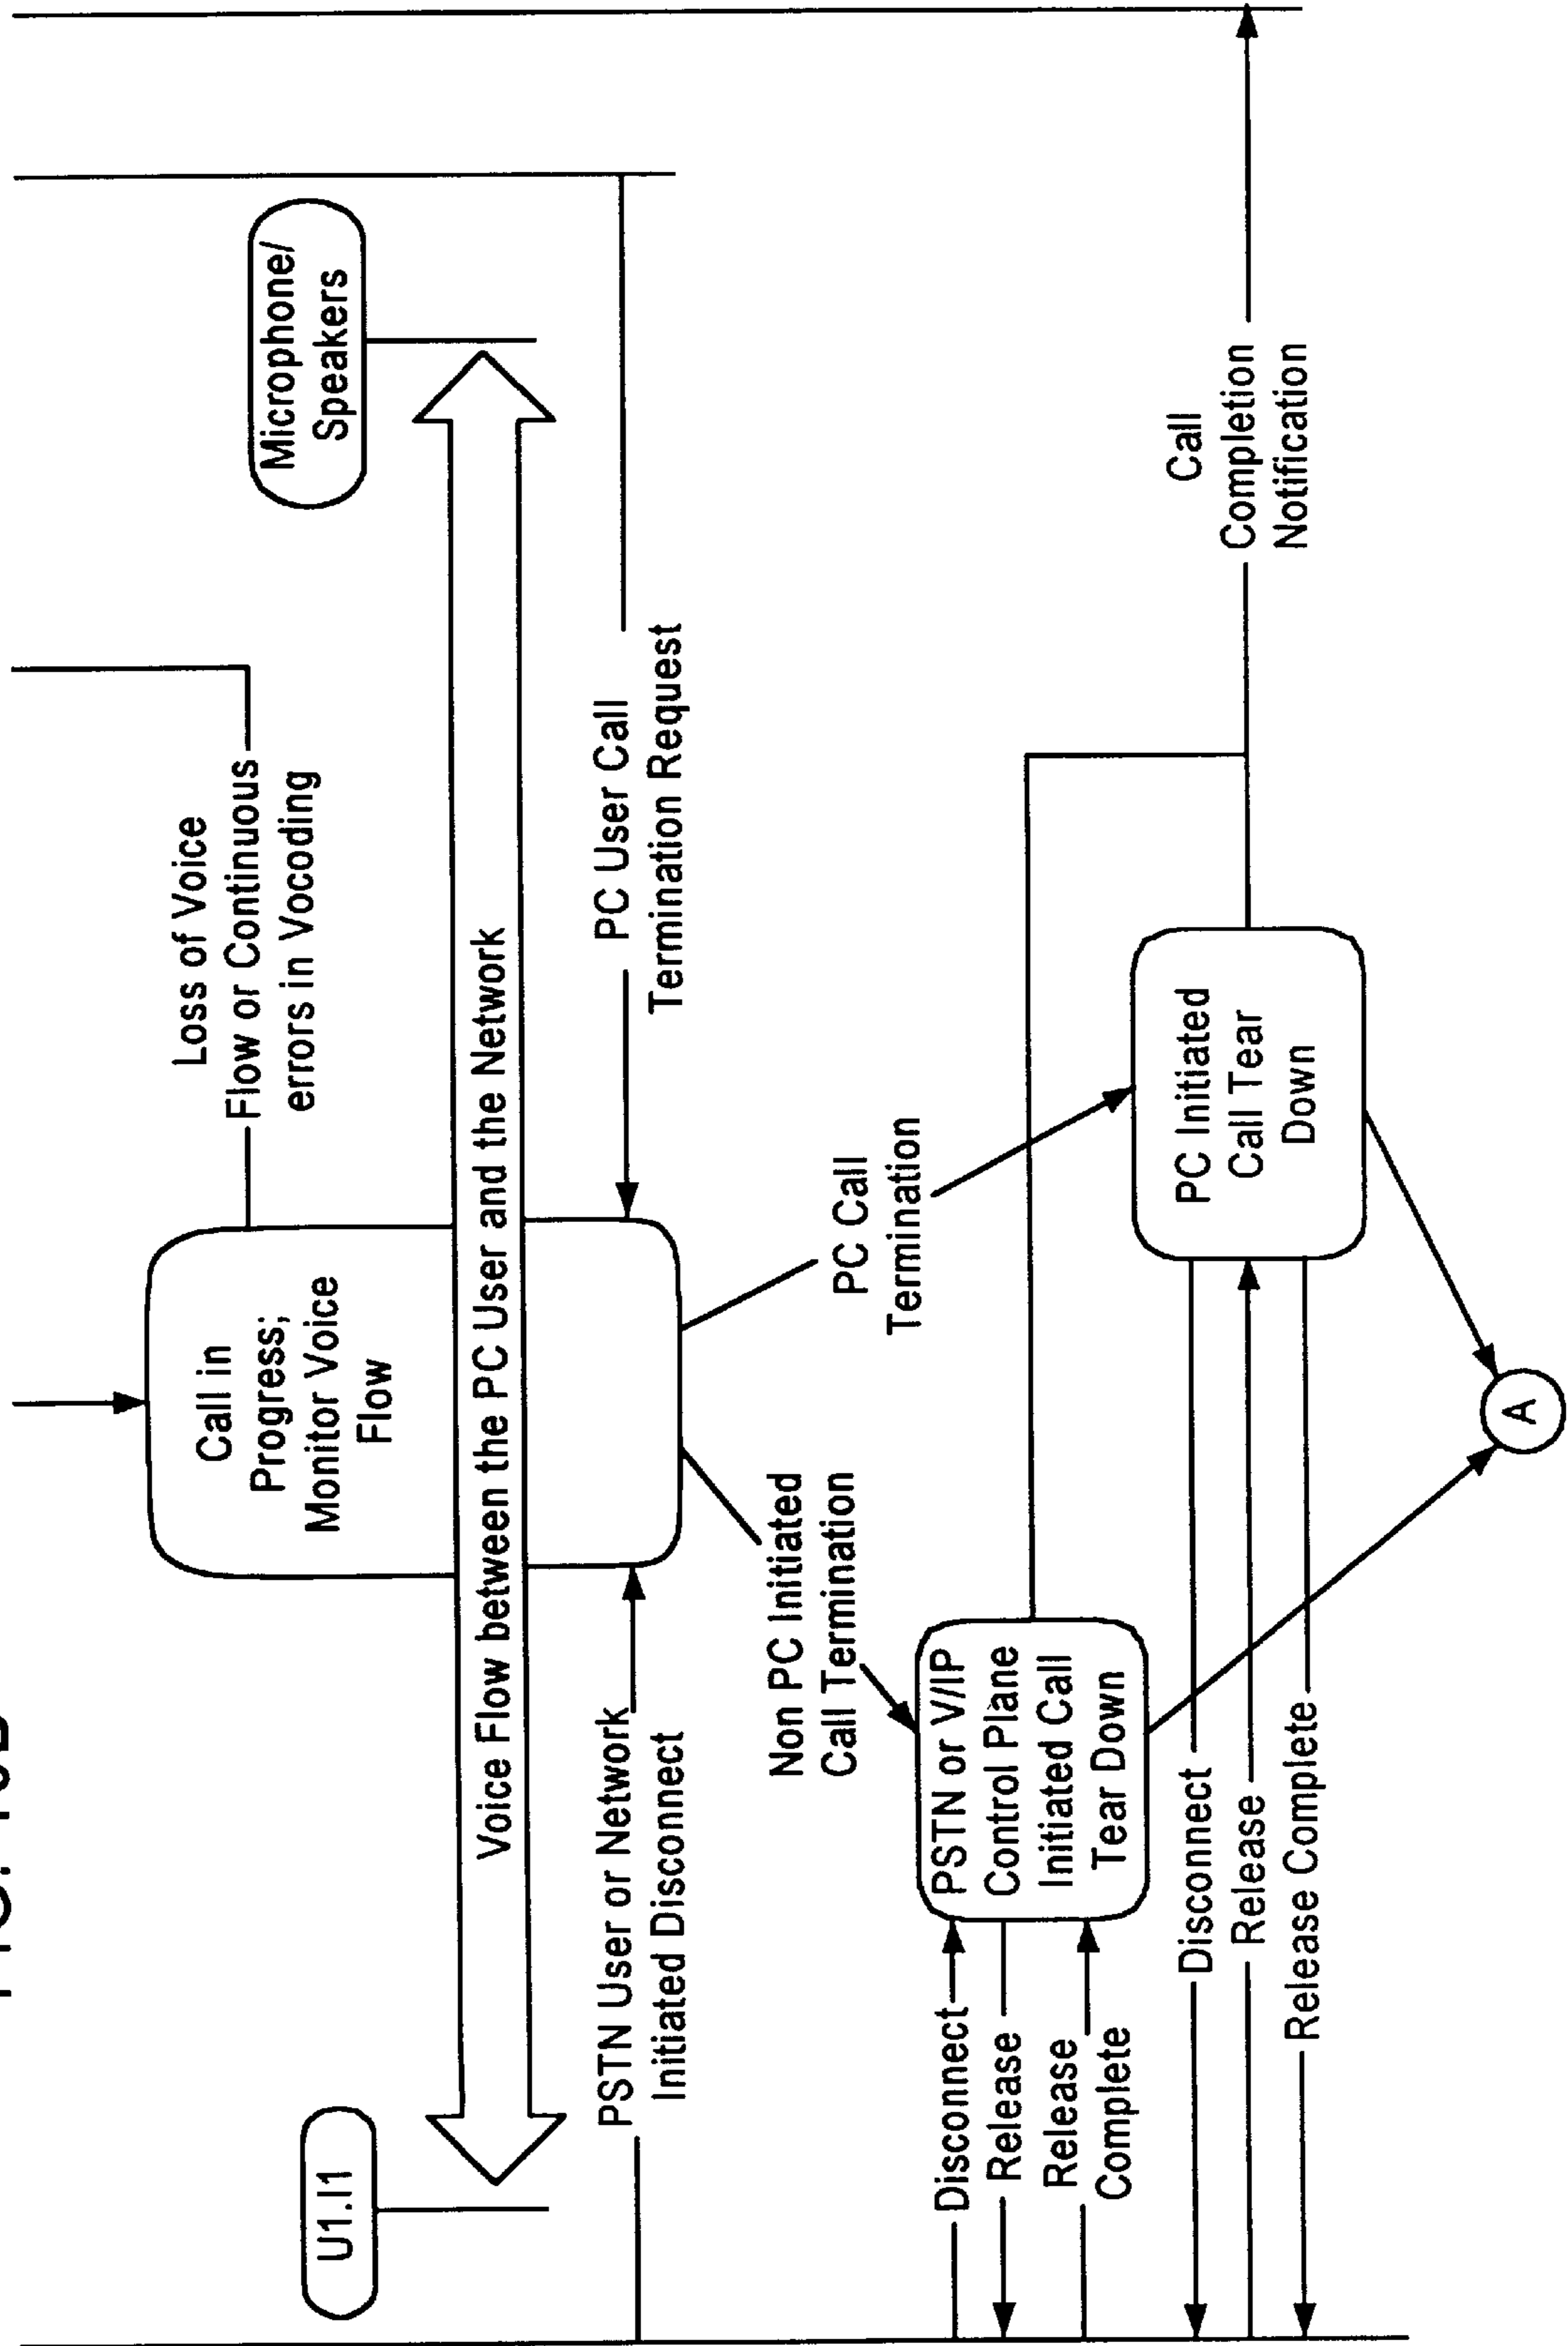 Loss of Voice
Flow or Continuous
errors in Vocoding
Call in
Progress;
Monitor Voice
Flow
Microphone/
Speakers
U1.I1
Voice Flow between the PC User and the Network
PSTN User or Network
Initiated Disconnect
PC User Call
Termination Request
Non PC Initiated
Call Termination
PC Call
Termination
PSTN or V/IP
Control Plane
Initiated Call
Tear Down
Disconnect
Release
Release
Complete
PC Initiated
Call Tear
Down
Call
Completion
Notification
Disconnect
Release
Release Complete
A